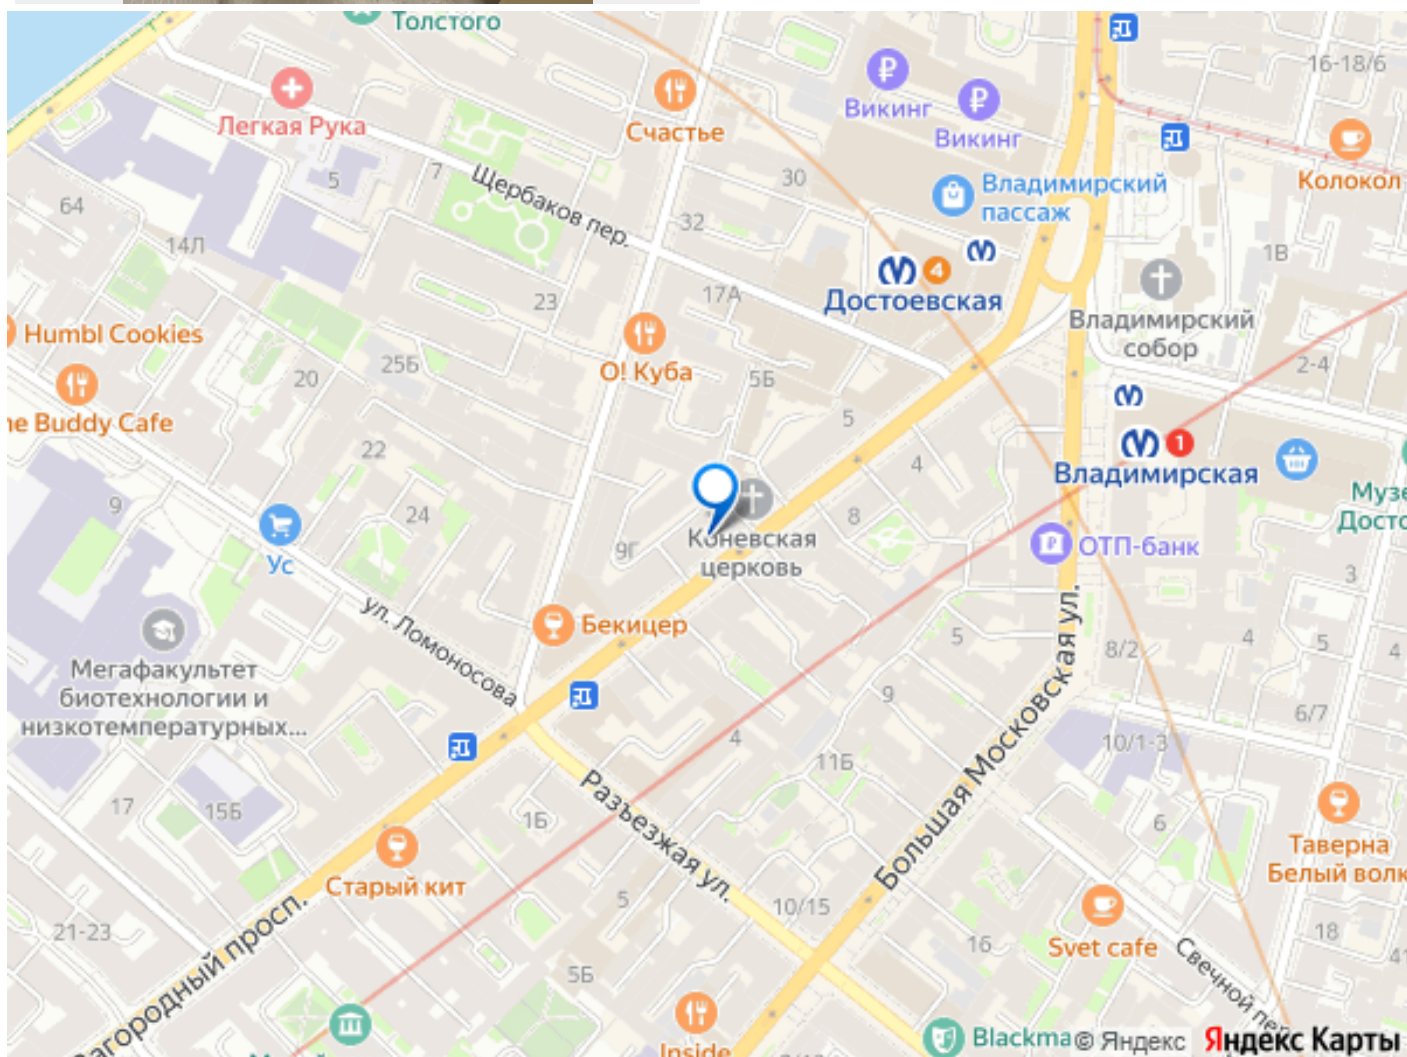 Толстого
16-18/6
Викинг
Викинг
Легкая Рука
Счастье
Колокол
5
7
30
Владимирский
пассаж
Щербаков пер.
64
32
14Л
1В
4
Достоевская
17А
23
Владимирский
собор
Humbl Cookies
О! Куба
25Б
20
5Б
2-4
Buddy Cafe
5
22
4
1
Владимирская
9
24
8
Коневская
церковь
9Г
ОТП-банк
Ус
3
ул. Ломоносова
Бекицер
5
8/2
4
5
4
Мегафакультет
биотехнологии и
низкотемпературных...
9
6/7
4
10/1-3
11Б
Большая Московская ул.
17
15Б
1Б
Разъезжая ул.
6
Таверна
Белый волк
Старый кит
5
10/15
Svet cafe
Свечной пер.
21-23
16
18
Загородный просп.
5Б
Inside
Blackma
© Яндекс
Яндекс Карты